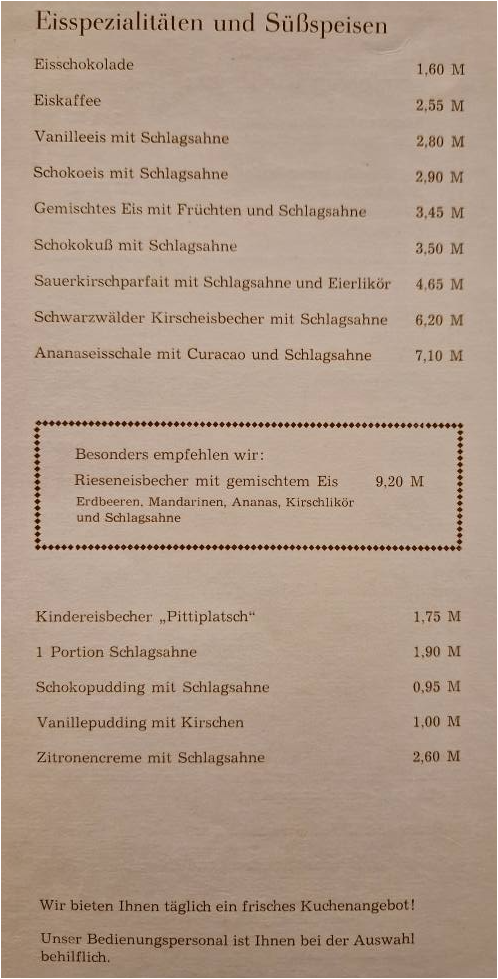 Eisspezialitäten und Süßspeisen
Eisschokolade 1,60 M
Eiskaffee 2,55 M
Vanilleeis mit Schlagsahne 2,80 M
Schokoeis mit Schlagsahne 2,90 M
Gemischtes Eis mit Früchten und Schlagsahne 3,45 M
Schokokuß mit Schlagsahne 3,50 M
Sauerkirschparfait mit Schlagsahne und Eierlikör 4,65 M
Schwarzwälder Kirscheisbecher mit Schlagsahne 6,20 M
Ananaseisschale mit Curacao und Schlagsahne 7,10 M
Besonders empfehlen wir:
Rieseneisbecher mit gemischtem Eis 9,20 M
Erdbeeren, Mandarinen, Ananas, Kirschlikör
und Schlagsahne
Kindereisbecher „Pittiplatsch“ 1,75 M
1 Portion Schlagsahne 1,90 M
Schokopudding mit Schlagsahne 0,95 M
Vanillepudding mit Kirschen 1,00 M
Zitronencreme mit Schlagsahne 2,60 M
Wir bieten Ihnen täglich ein frisches Kuchenangebot!
Unser Bedienungspersonal ist Ihnen bei der Auswahl
behilflich.